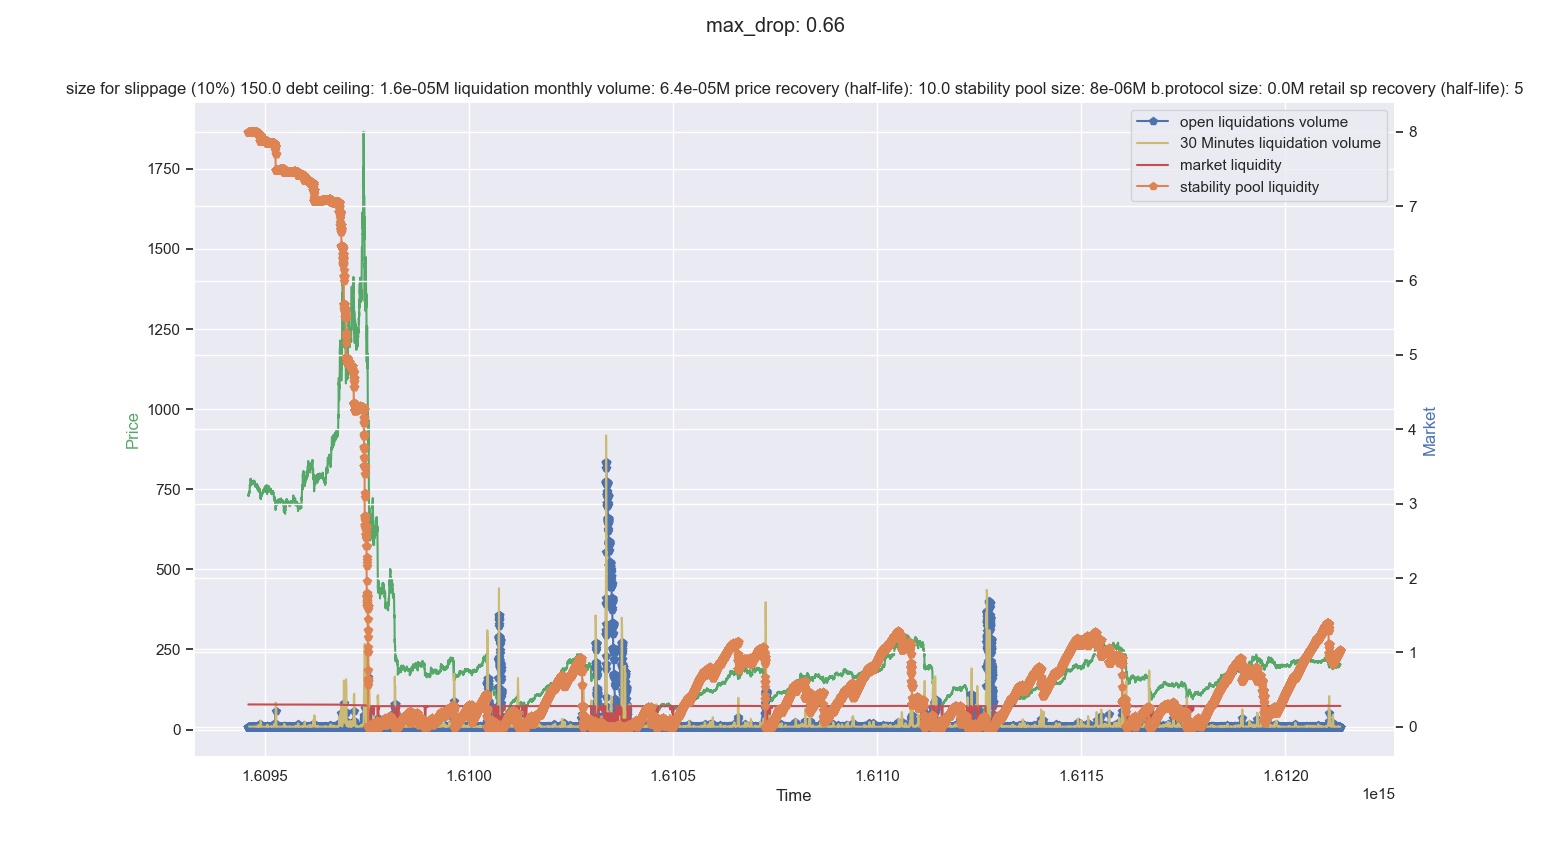 max_drop: 0.66
size for slippage (10%) 150.0 debt ceiling: 1.6e-05M liquidation monthly volume: 6.4e-05M price recovery (half-life): 10.0 stability pool size: 8e-06M b.protocol size: 0.0M retail sp recovery (half-life): 5
open liquidations volume
30 Minutes liquidation volume
market liquidity
stability pool liquidity
1750
1500
1250
1000
750
500
250
0
Price
8
7
6
5
4
3
2
1
0
Market
1.6095
1.6100
1.6105
1.6110
1.6115
1.6120
1e15
Time